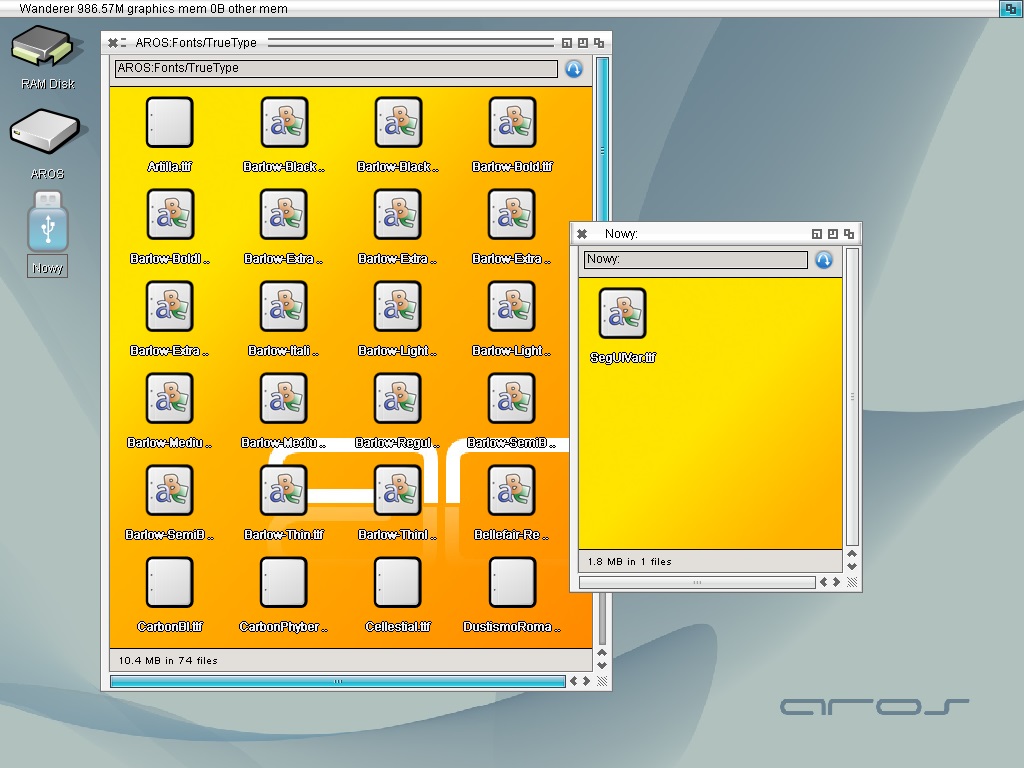 Wanderer 986.57M graphics mem 0B other mem
RAM Disk
AROS
Nowy
AROS:Fonts/TrueType
AROS:Fonts/TrueType
Artilla.ttf Barlow-Black.. Barlow-Black.. Barlow-Bold.ttf
Barlow-BoldI.. Barlow-Extra.. Barlow-Extra.. Barlow-Extra..
Barlow-Extra.. Barlow-Itali.. Barlow-Light.. Barlow-Light..
Barlow-Mediu.. Barlow-Mediu.. Barlow-Regul.. Barlow-SemiB..
Barlow-SemiB.. Barlow-Thin.ttf Barlow-ThinI.. Bellefair-Re..
CarbonBl.ttf CarbonPhyber.. Cellestial.ttf DustismoRoma..
10.4 MB in 74 files
Nowy:
Nowy:
SegUIVar.ttf
1.8 MB in 1 files
aros